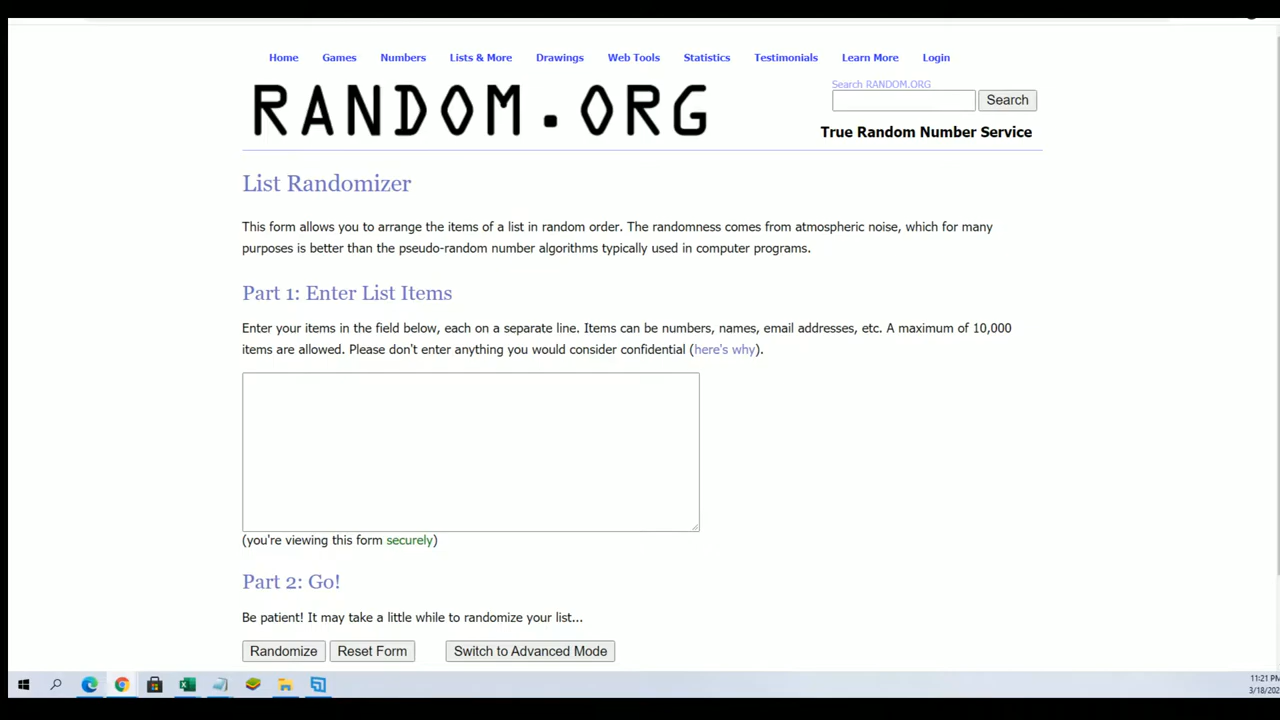 Home Games Numbers Lists & More Drawings Web Tools Statistics Testimonials Learn More Login
RANDOM.ORG
Search RANDOM.ORG
Search
True Random Number Service
List Randomizer
This form allows you to arrange the items of a list in random order. The randomness comes from atmospheric noise, which for many
purposes is better than the pseudo-random number algorithms typically used in computer programs.
Part 1: Enter List Items
Enter your items in the field below, each on a separate line. Items can be numbers, names, email addresses, etc. A maximum of 10,000
items are allowed. Please don't enter anything you would consider confidential (here's why).
(you're viewing this form securely)
Part 2: Go!
Be patient! It may take a little while to randomize your list...
Randomize Reset Form Switch to Advanced Mode
11:21 PM